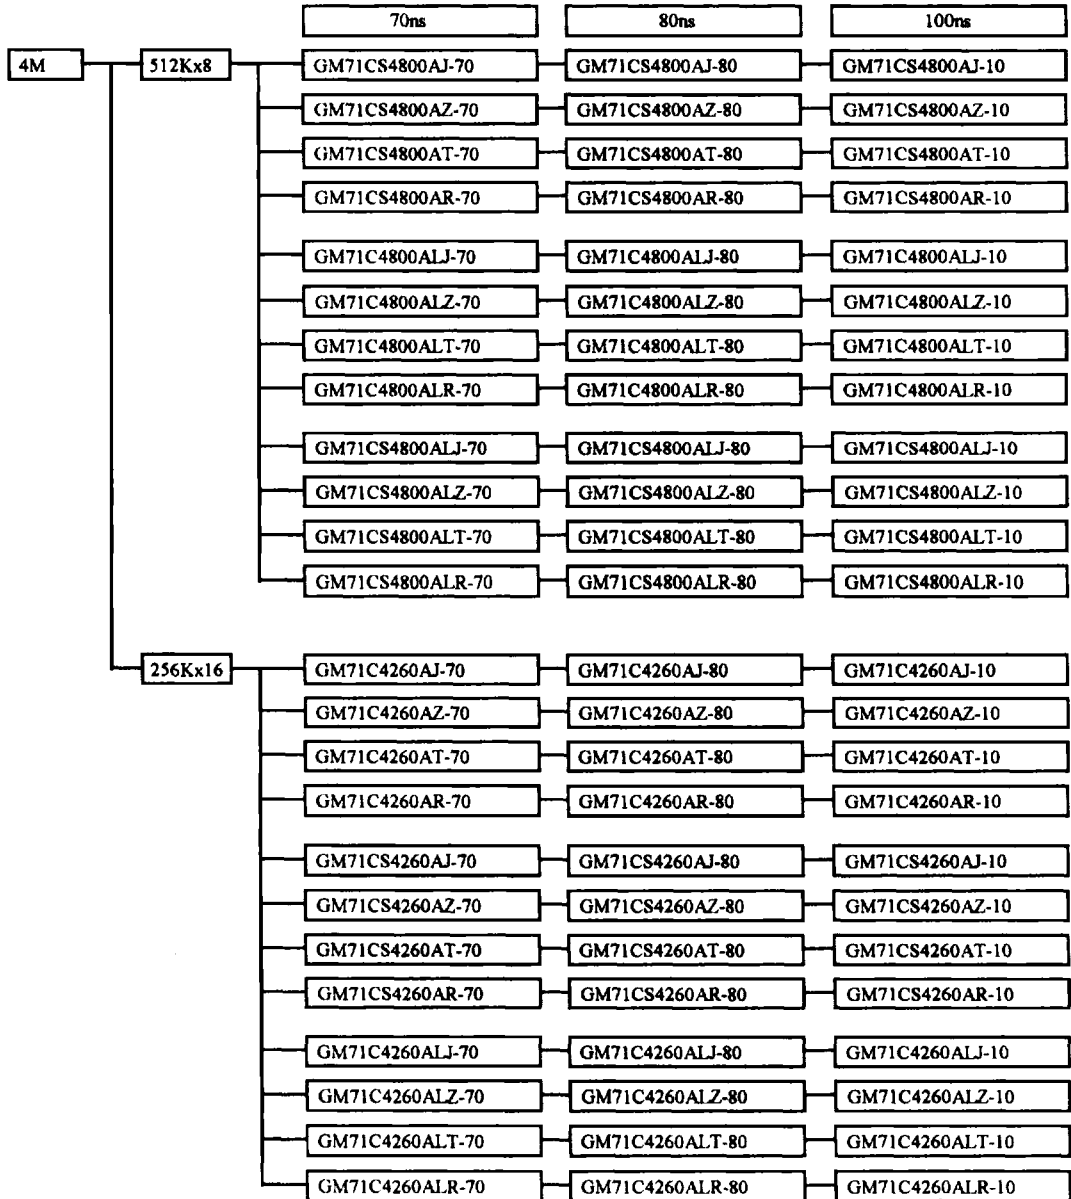 70ns 80ns 100ns
4M 512Kx8 GM71CS4800AJ-70 GM71CS4800AJ-80 GM71CS4800AJ-10
GM71CS4800AZ-70 GM71CS4800AZ-80 GM71CS4800AZ-10
GM71CS4800AT-70 GM71CS4800AT-80 GM71CS4800AT-10
GM71CS4800AR-70 GM71CS4800AR-80 GM71CS4800AR-10
GM71C4800ALJ-70 GM71C4800ALJ-80 GM71C4800ALJ-10
GM71C4800ALZ-70 GM71C4800ALZ-80 GM71C4800ALZ-10
GM71C4800ALT-70 GM71C4800ALT-80 GM71C4800ALT-10
GM71C4800ALR-70 GM71C4800ALR-80 GM71C4800ALR-10
GM71CS4800ALJ-70 GM71CS4800ALJ-80 GM71CS4800ALJ-10
GM71CS4800ALZ-70 GM71CS4800ALZ-80 GM71CS4800ALZ-10
GM71CS4800ALT-70 GM71CS4800ALT-80 GM71CS4800ALT-10
GM71CS4800ALR-70 GM71CS4800ALR-80 GM71CS4800ALR-10
256Kx16 GM71C4260AJ-70 GM71C4260AJ-80 GM71C4260AJ-10
GM71C4260AZ-70 GM71C4260AZ-80 GM71C4260AZ-10
GM71C4260AT-70 GM71C4260AT-80 GM71C4260AT-10
GM71C4260AR-70 GM71C4260AR-80 GM71C4260AR-10
GM71CS4260AJ-70 GM71CS4260AJ-80 GM71CS4260AJ-10
GM71CS4260AZ-70 GM71CS4260AZ-80 GM71CS4260AZ-10
GM71CS4260AT-70 GM71CS4260AT-80 GM71CS4260AT-10
GM71CS4260AR-70 GM71CS4260AR-80 GM71CS4260AR-10
GM71C4260ALJ-70 GM71C4260ALJ-80 GM71C4260ALJ-10
GM71C4260ALZ-70 GM71C4260ALZ-80 GM71C4260ALZ-10
GM71C4260ALT-70 GM71C4260ALT-80 GM71C4260ALT-10
GM71C4260ALR-70 GM71C4260ALR-80 GM71C4260ALR-10